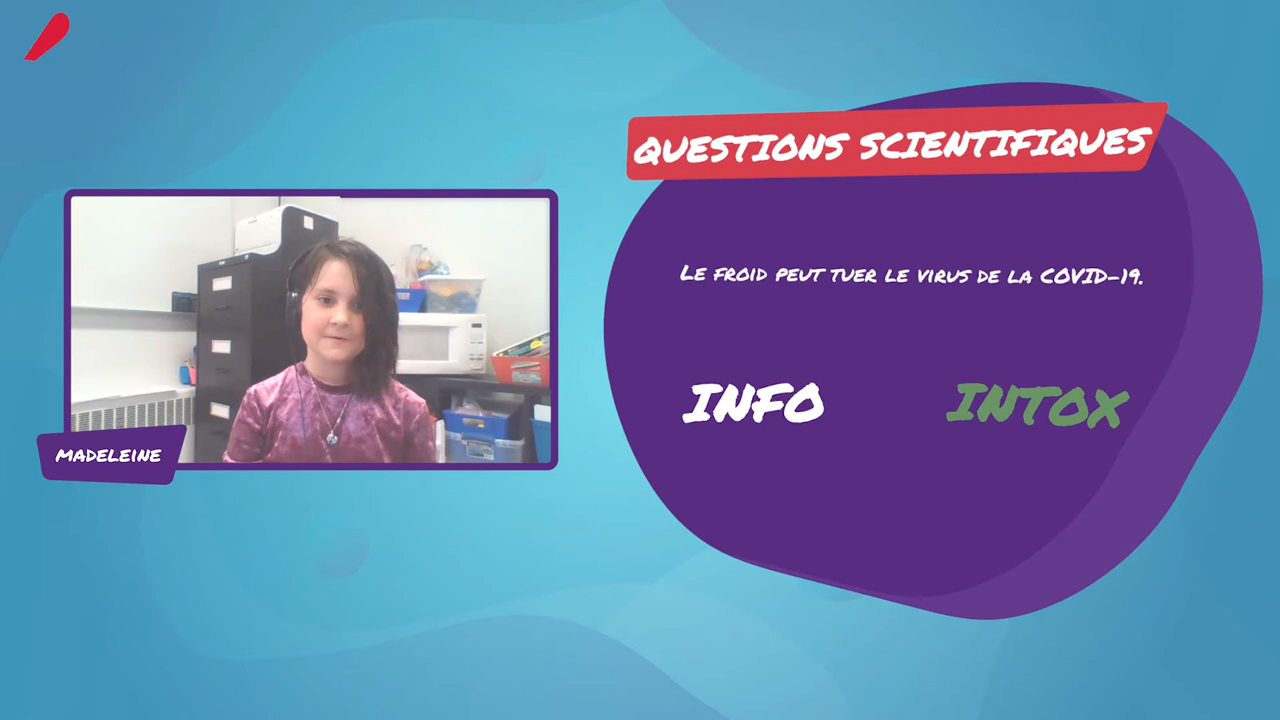 QUESTIONS SCIENTIFIQUES
LE FROID PEUT TUER LE VIRUS DE LA COVID-19.
INFO INTOX
MADELEINE